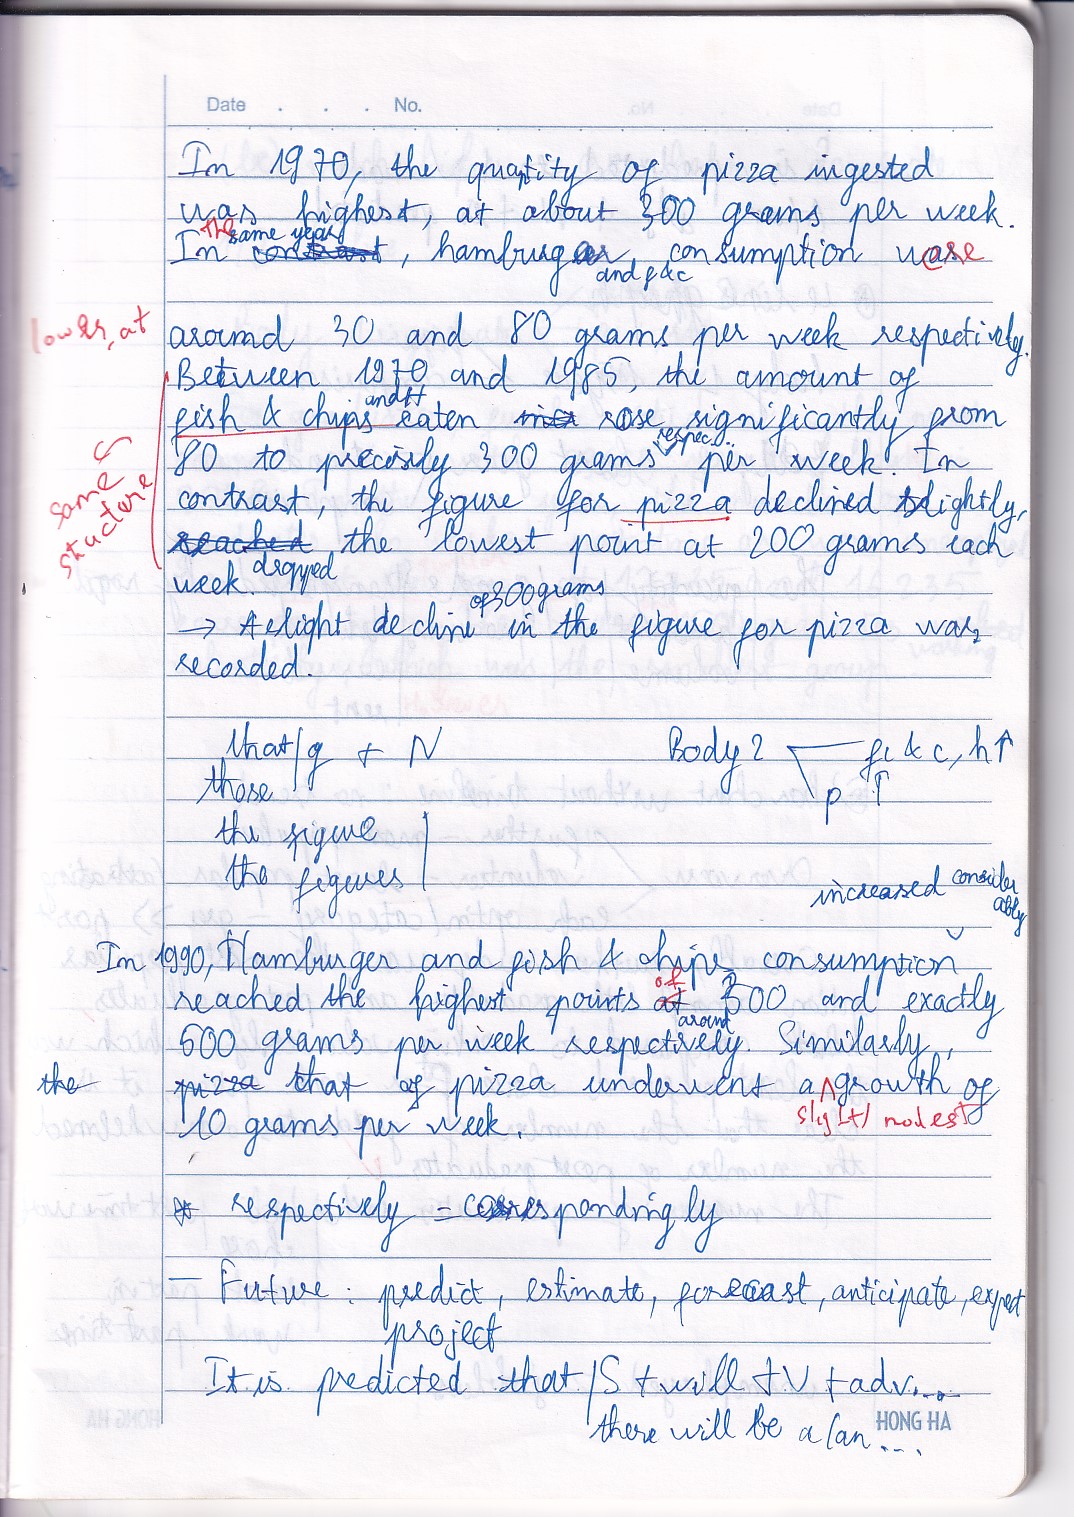 Date . . . No.
In 1970, the quantity of pizza ingested
was highest, at about 300 grams per week.
the same year
In contrast, hamburger, consumption was
and f & c
lower, at
around 30 and 80 grams per week respectively.
Between 1970 and 1985, the amount of
and H
fish & chips eaten rose significantly from
respec.
80 to precisly 300 grams per week. In
contrast, the figure for pizza declined slightly,
same structure
reached the lowest point at 200 grams each
dropped
week.
of 300 grams
→ A slight decline in the figure for pizza was
recorded.
that/ + N
Body 2
f & c, h ↑
those
p ↑
the figure
the figures
increased considerably
In 1990, Hamburger and fish & chips consumption
of
reached the highest points at 300 and exactly
around
500 grams per week respectively. Similarly,
the pizza that of pizza underwent a growth of
slight/modest
10 grams per week.
* respectively = correspondingly
— Future : predict, estimate, forecast, anticipate, expect
project
It is predicted that / S + will + V + adv....
there will be a/an ...
HONG HA